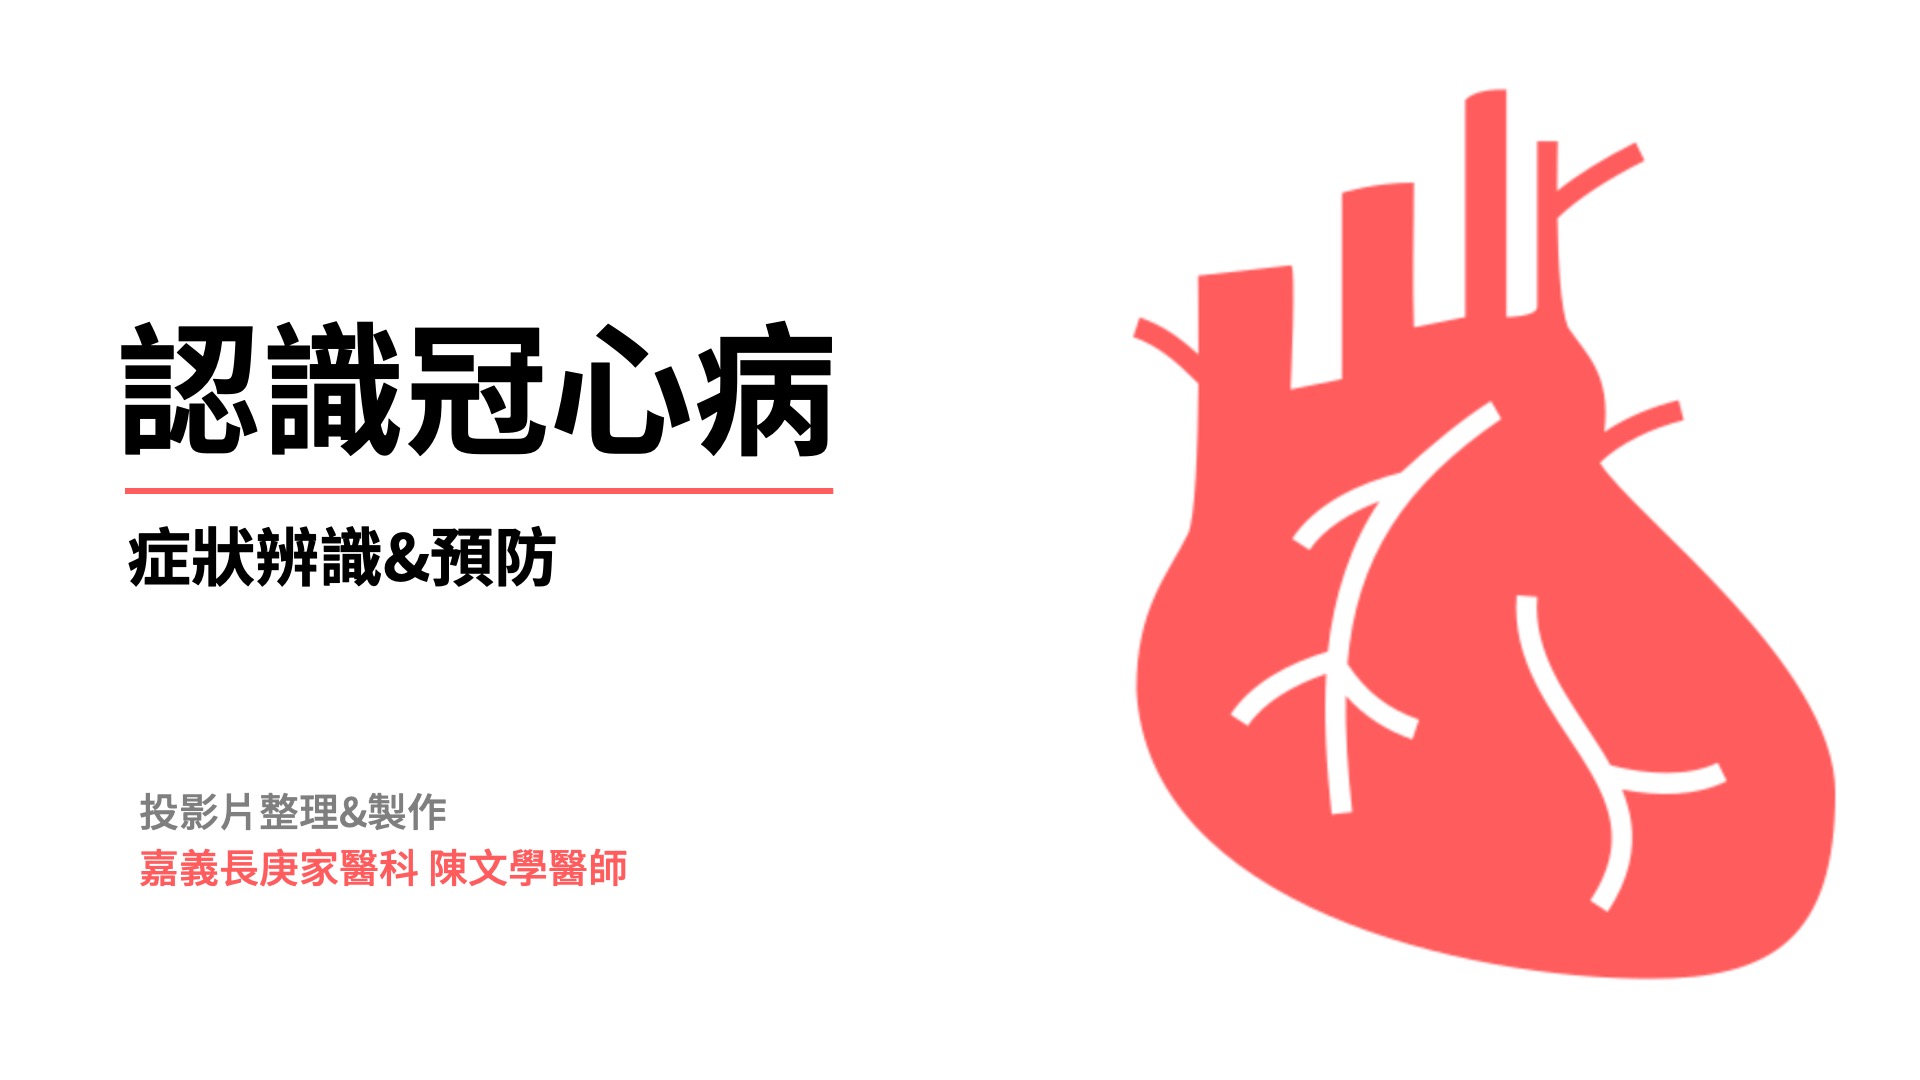 認識冠心病
症狀辨識&預防
投影片整理&製作
嘉義長庚家醫科 陳文學醫師